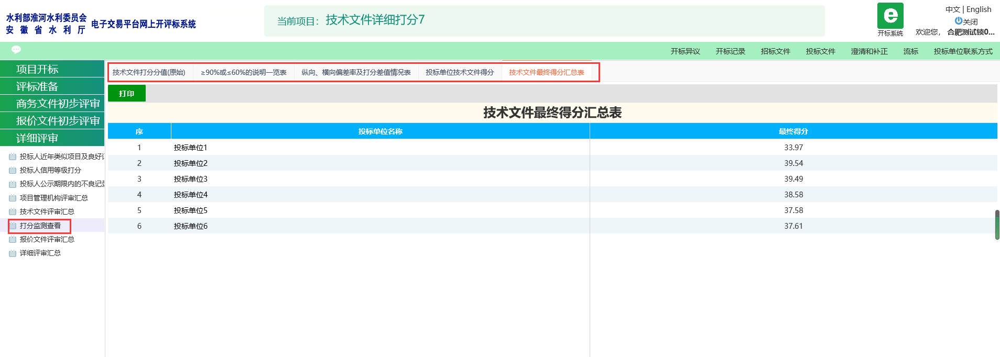 水利部淮河水利委员会
安徽省水利厅
电子交易平台网上开评标系统
当前项目： 技术文件详细打分7
开标系统
中文 | English
关闭
欢迎您， 合肥测试锁0...
开标异议 开标记录 招标文件 投标文件 澄清和补正 流标 投标单位联系方式
项目开标
评标准备
商务文件初步评审
报价文件初步评审
详细评审
投标人近年类似项目及良好
投标人信用等级打分
投标人公示期限内的不良记录
项目管理机构评审汇总
技术文件评审汇总
打分监测查看
报价文件评审汇总
详细评审汇总
技术文件打分分值(原始) ≥90%或≤60%的说明一览表 纵向、横向偏差率及打分差值情况表 投标单位技术文件得分 技术文件最终得分汇总表
打印
技术文件最终得分汇总表
序 投标单位名称 最终得分
1 投标单位1 33.97
2 投标单位2 39.54
3 投标单位3 39.49
4 投标单位4 38.58
5 投标单位5 37.58
6 投标单位6 37.61